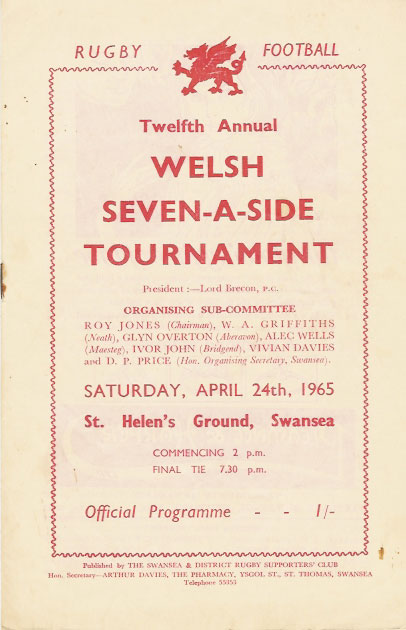 RUGBY FOOTBALL
Twelfth Annual
WELSH
SEVEN-A-SIDE
TOURNAMENT
President :—Lord Brecon, P.C.
ORGANISING SUB-COMMITTEE
ROY JONES (Chairman), W. A. GRIFFITHS
(Neath), GLYN OVERTON (Aberavon), ALEC WELLS
(Maesteg), IVOR JOHN (Bridgend), VIVIAN DAVIES
and D. P. PRICE (Hon. Organising Secretary, Swansea).
SATURDAY, APRIL 24th, 1965
St. Helen's Ground, Swansea
COMMENCING 2 p.m.
FINAL TIE 7.30 p.m.
Official Programme - - 1/-
Published by THE SWANSEA & DISTRICT RUGBY SUPPORTERS' CLUB
Hon. Secretary—ARTHUR DAVIES, THE PHARMACY, YSGOL ST., ST. THOMAS, SWANSEA
Telephone 55953